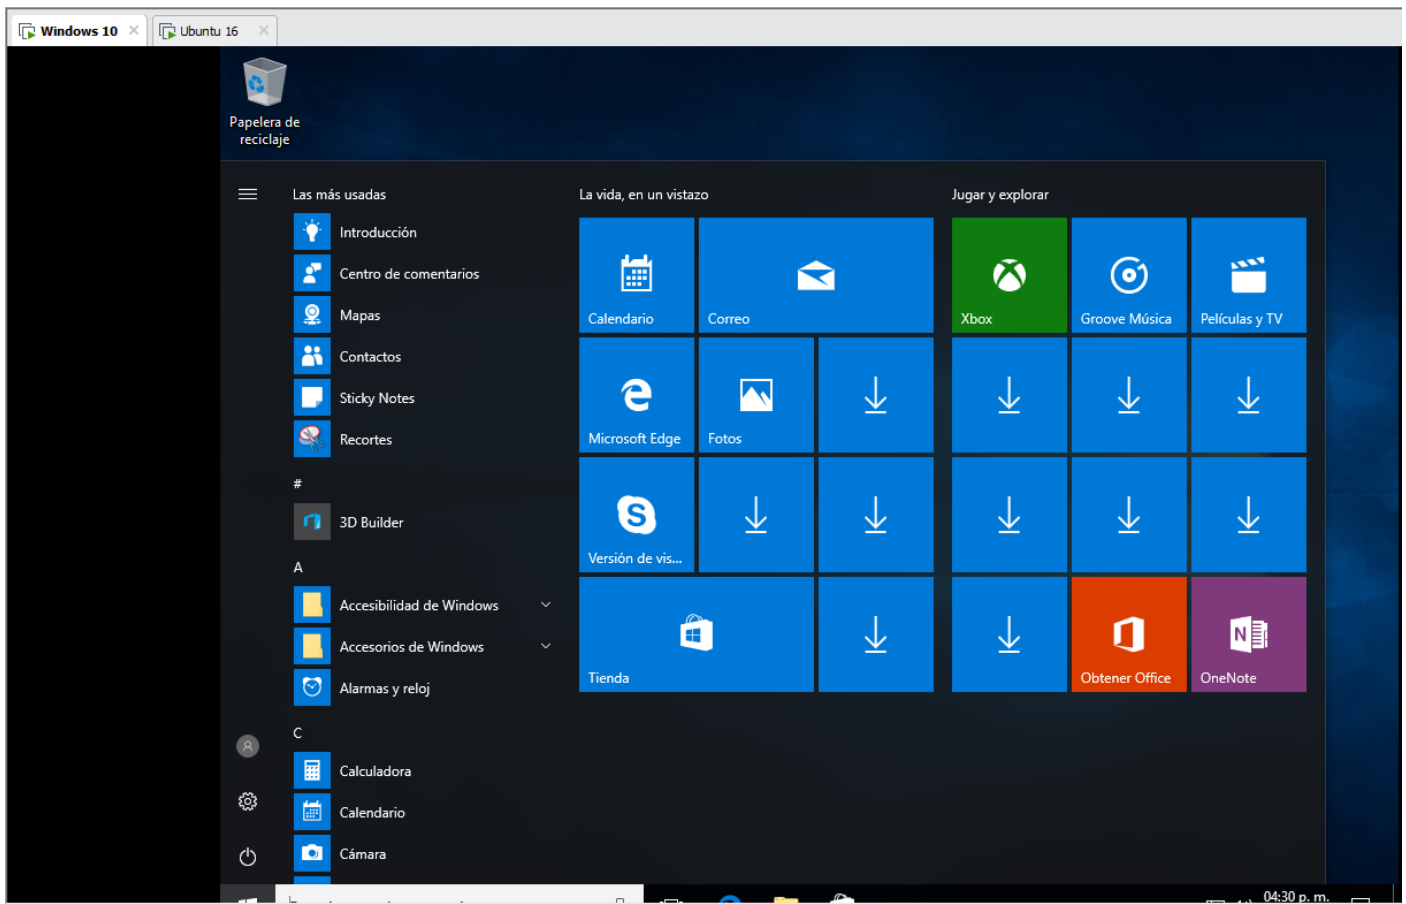 Windows 10
Ubuntu 16
Papelera de
reciclaje
Las más usadas
Introducción
Centro de comentarios
Mapas
Contactos
Sticky Notes
Recortes
#
3D Builder
A
Accesibilidad de Windows
Accesorios de Windows
Alarmas y reloj
C
Calculadora
Calendario
Cámara
La vida, en un vistazo
Calendario
Correo
Microsoft Edge
Fotos
Versión de vis...
Tienda
Jugar y explorar
Xbox
Groove Música
Películas y TV
Obtener Office
OneNote
04:30 p. m.